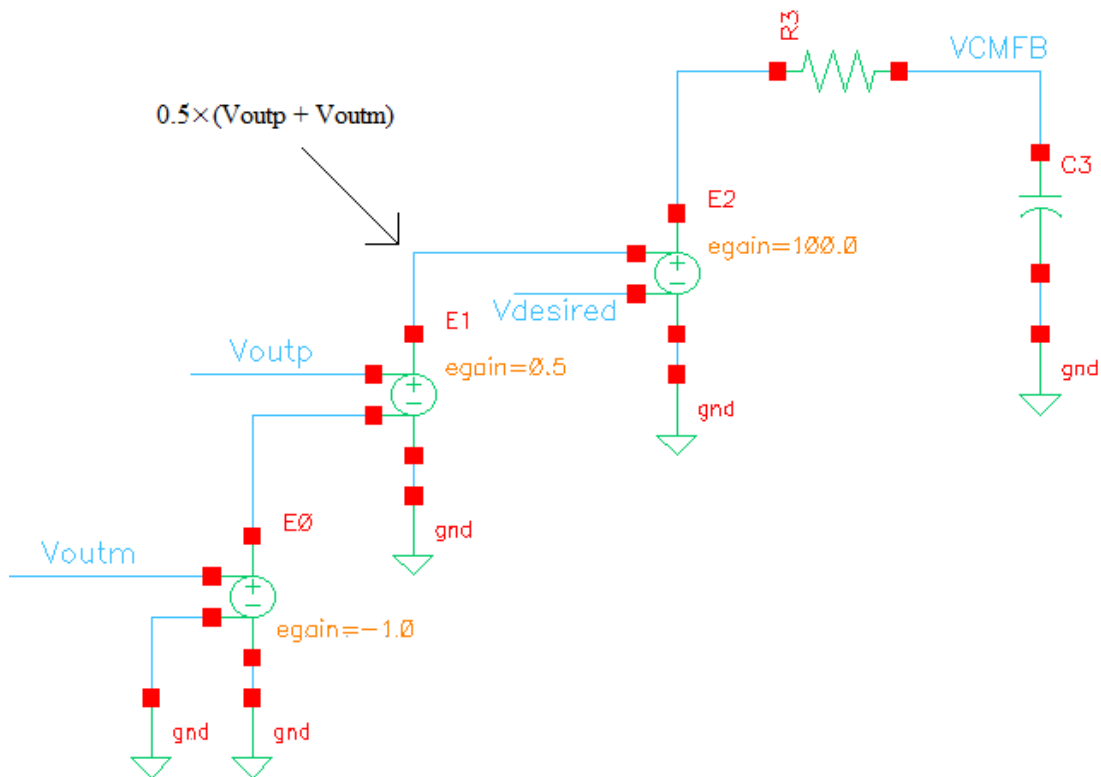 R3
VCMFB
0.5×(Voutp + Voutm)
C3
E2
egain=100.0
Vdesired
E1
Voutp
egain=0.5
gnd
gnd
E0
gnd
Voutm
egain=-1.0
gnd
gnd